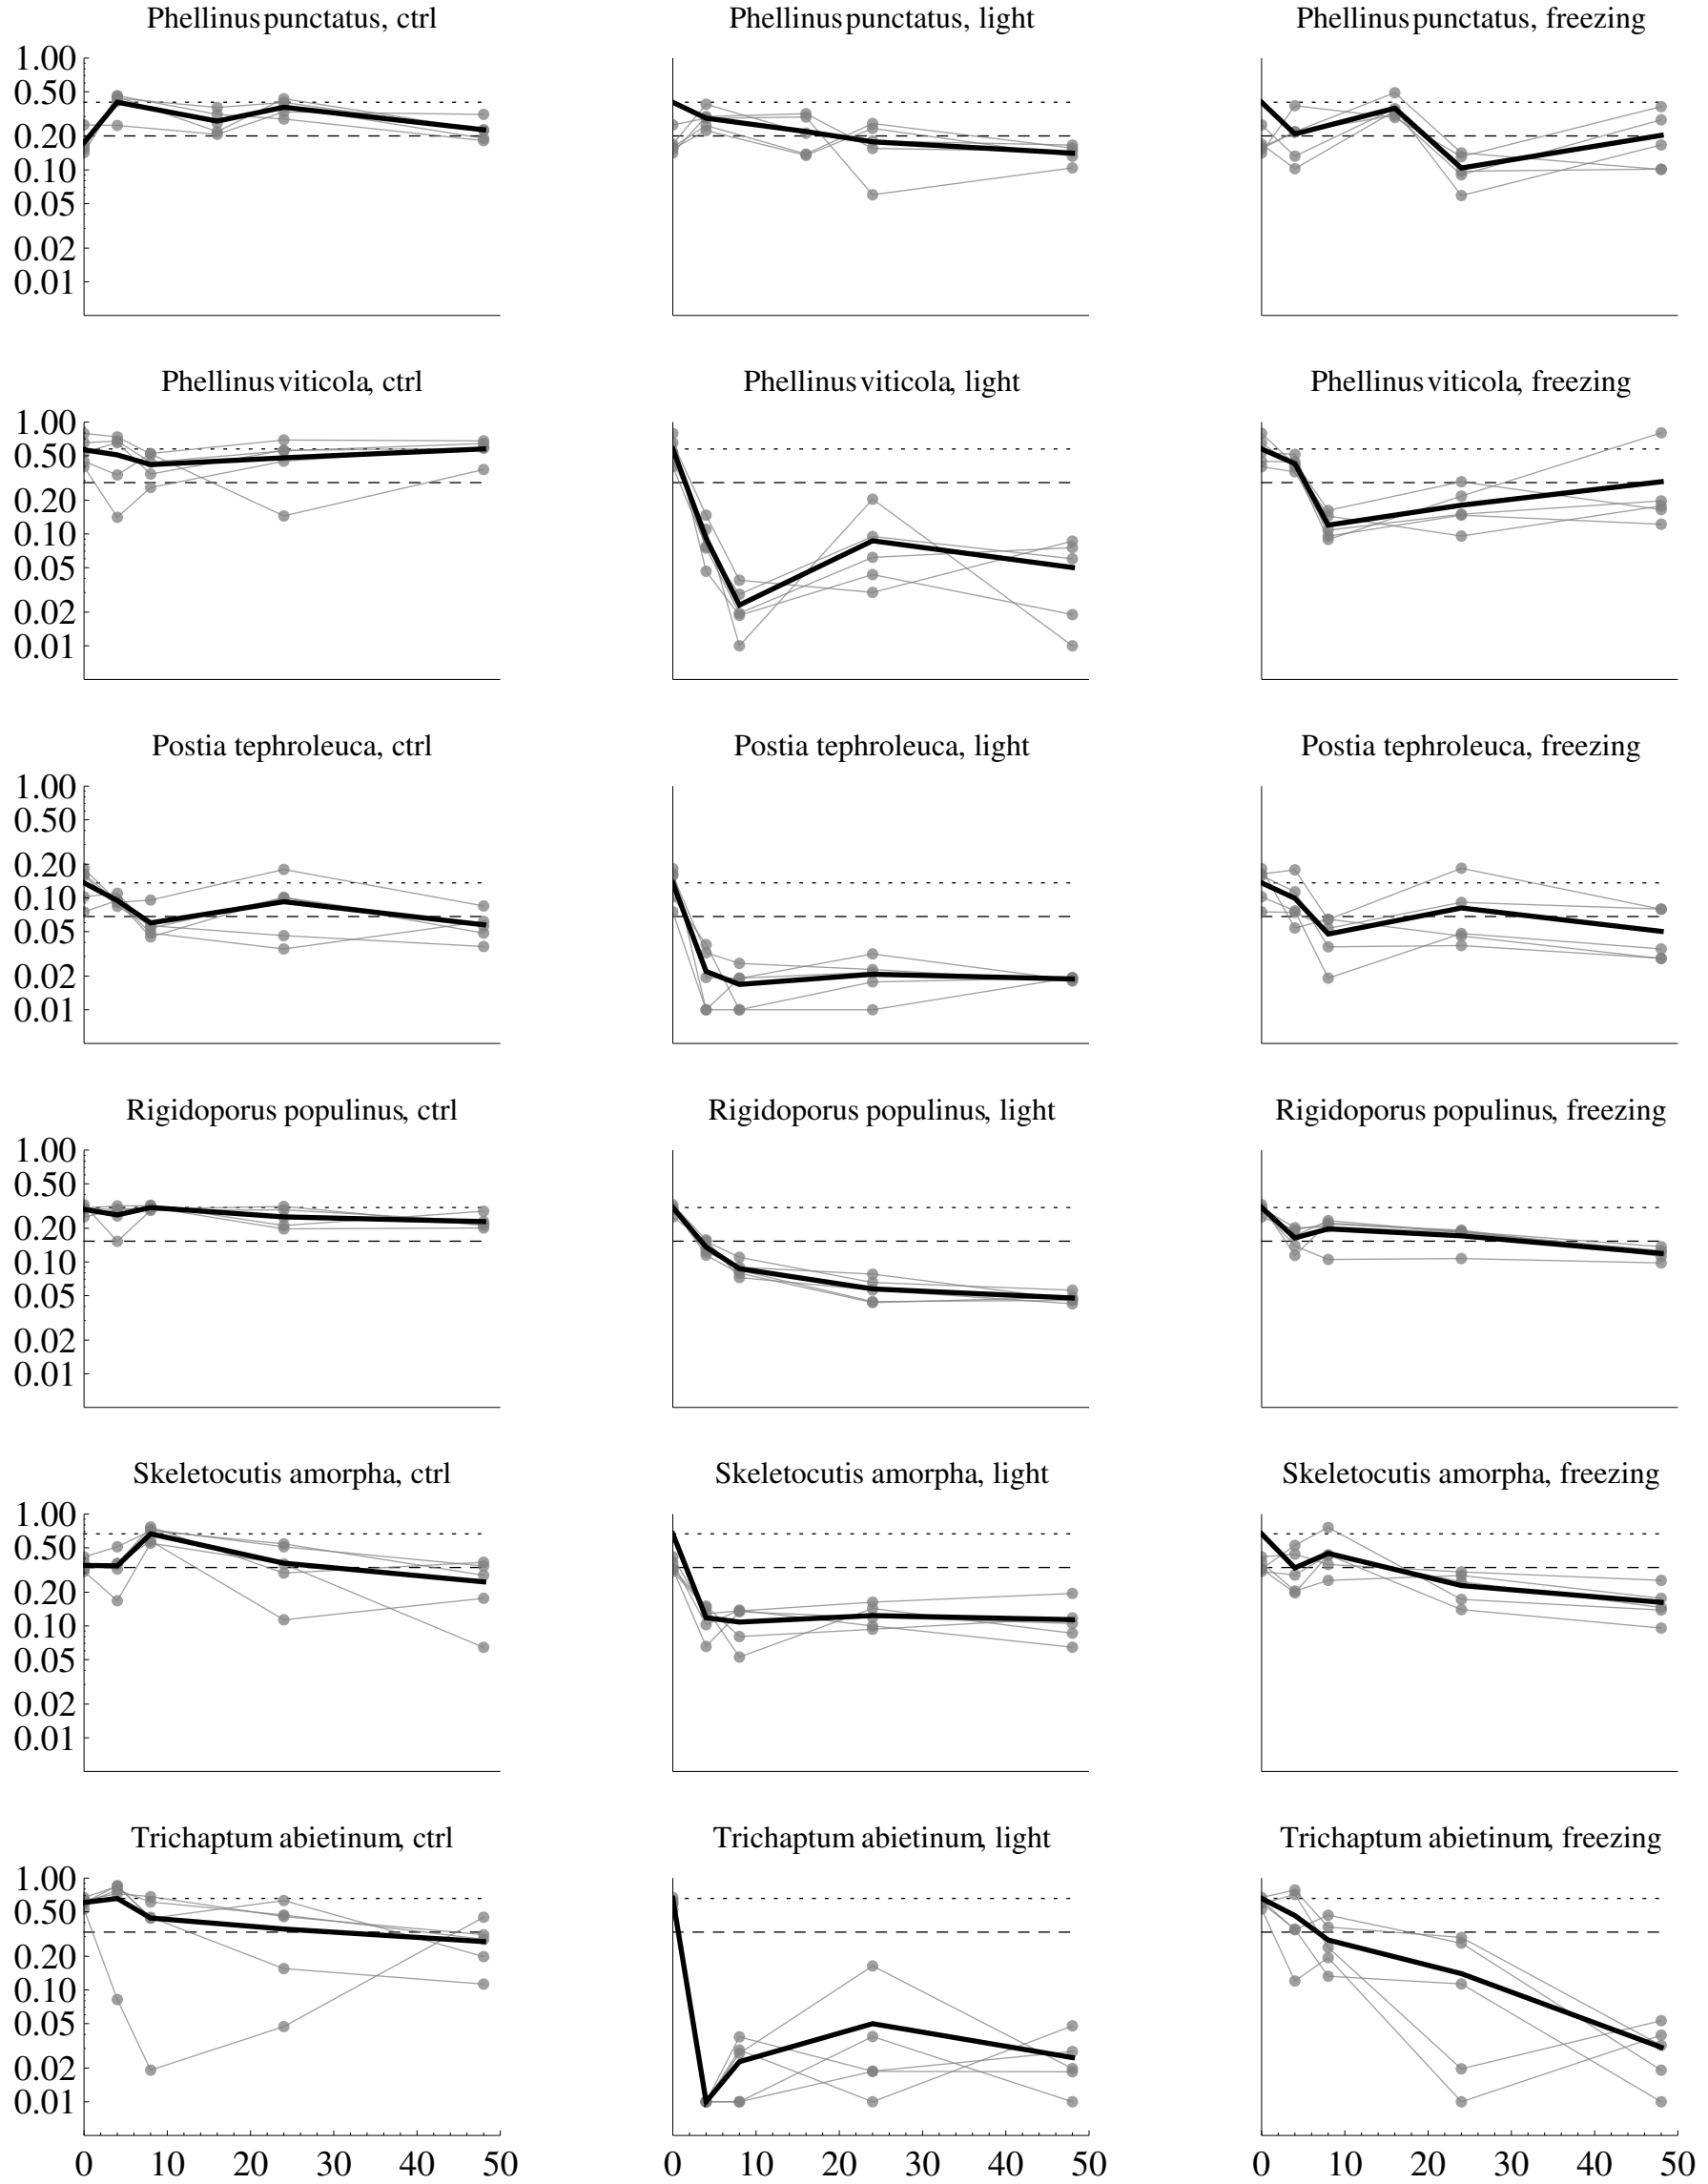 Phellinus punctatus, ctrl
Phellinus punctatus, light
Phellinus punctatus, freezing
1.00
0.50
0.20
0.10
0.05
0.02
0.01
Phellinus viticola, ctrl
Phellinus viticola, light
Phellinus viticola, freezing
1.00
0.50
0.20
0.10
0.05
0.02
0.01
Postia tephroleuca, ctrl
Postia tephroleuca, light
Postia tephroleuca, freezing
1.00
0.50
0.20
0.10
0.05
0.02
0.01
Rigidoporus populinus, ctrl
Rigidoporus populinus, light
Rigidoporus populinus, freezing
1.00
0.50
0.20
0.10
0.05
0.02
0.01
Skeletocutis amorpha, ctrl
Skeletocutis amorpha, light
Skeletocutis amorpha, freezing
1.00
0.50
0.20
0.10
0.05
0.02
0.01
Trichaptum abietinum, ctrl
Trichaptum abietinum, light
Trichaptum abietinum, freezing
1.00
0.50
0.20
0.10
0.05
0.02
0.01
0 10 20 30 40 50
0 10 20 30 40 50
0 10 20 30 40 50